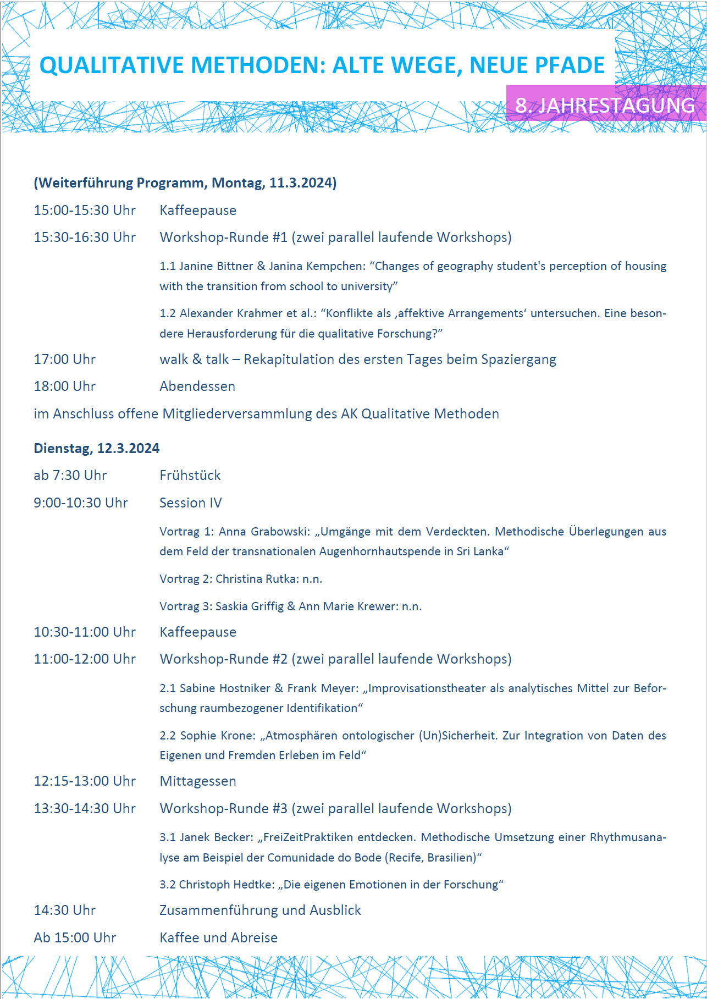 QUALITATIVE METHODEN: ALTE WEGE, NEUE PFADE
8. JAHRESTAGUNG
(Weiterführung Programm, Montag, 11.3.2024)
15:00-15:30 Uhr Kaffeepause
15:30-16:30 Uhr Workshop-Runde #1 (zwei parallel laufende Workshops)
1.1 Janine Bittner & Janina Kempchen: “Changes of geography student's perception of housing
with the transition from school to university”
1.2 Alexander Krahmer et al.: “Konflikte als ‚affektive Arrangements‘ untersuchen. Eine beson-
dere Herausforderung für die qualitative Forschung?”
17:00 Uhr walk & talk – Rekapitulation des ersten Tages beim Spaziergang
18:00 Uhr Abendessen
im Anschluss offene Mitgliederversammlung des AK Qualitative Methoden
Dienstag, 12.3.2024
ab 7:30 Uhr Frühstück
9:00-10:30 Uhr Session IV
Vortrag 1: Anna Grabowski: „Umgänge mit dem Verdeckten. Methodische Überlegungen aus
dem Feld der transnationalen Augenhornhautspende in Sri Lanka“
Vortrag 2: Christina Rutka: n.n.
Vortrag 3: Saskia Griffig & Ann Marie Krewer: n.n.
10:30-11:00 Uhr Kaffeepause
11:00-12:00 Uhr Workshop-Runde #2 (zwei parallel laufende Workshops)
2.1 Sabine Hostniker & Frank Meyer: „Improvisationstheater als analytisches Mittel zur Befor-
schung raumbezogener Identifikation“
2.2 Sophie Krone: „Atmosphären ontologischer (Un)Sicherheit. Zur Integration von Daten des
Eigenen und Fremden Erleben im Feld“
12:15-13:00 Uhr Mittagessen
13:30-14:30 Uhr Workshop-Runde #3 (zwei parallel laufende Workshops)
3.1 Janek Becker: „FreiZeitPraktiken entdecken. Methodische Umsetzung einer Rhythmusana-
lyse am Beispiel der Comunidade do Bode (Recife, Brasilien)“
3.2 Christoph Hedtke: „Die eigenen Emotionen in der Forschung“
14:30 Uhr Zusammenführung und Ausblick
Ab 15:00 Uhr Kaffee und Abreise